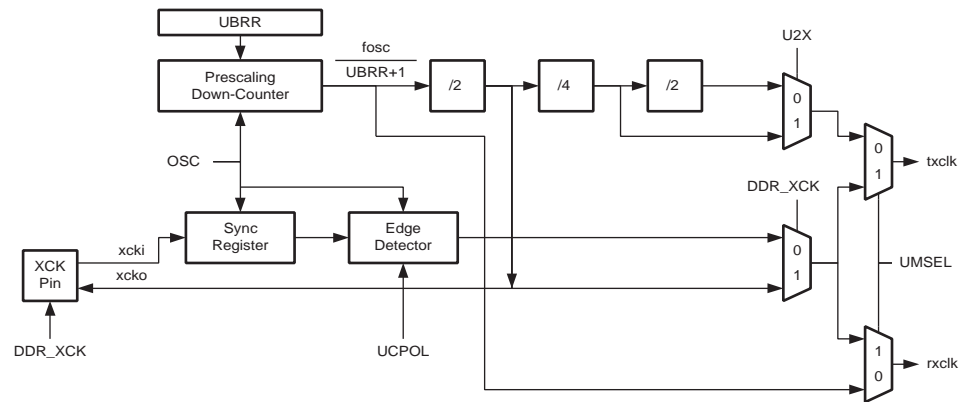 UBRR
fosc
U2X
Prescaling
Down-Counter
UBRR+1
/2
/4
/2
0
1
OSC
0
1
txclk
DDR_XCK
Sync
Register
Edge
Detector
xcki
0
1
XCK
Pin
xcko
UMSEL
DDR_XCK
UCPOL
1
0
rxclk